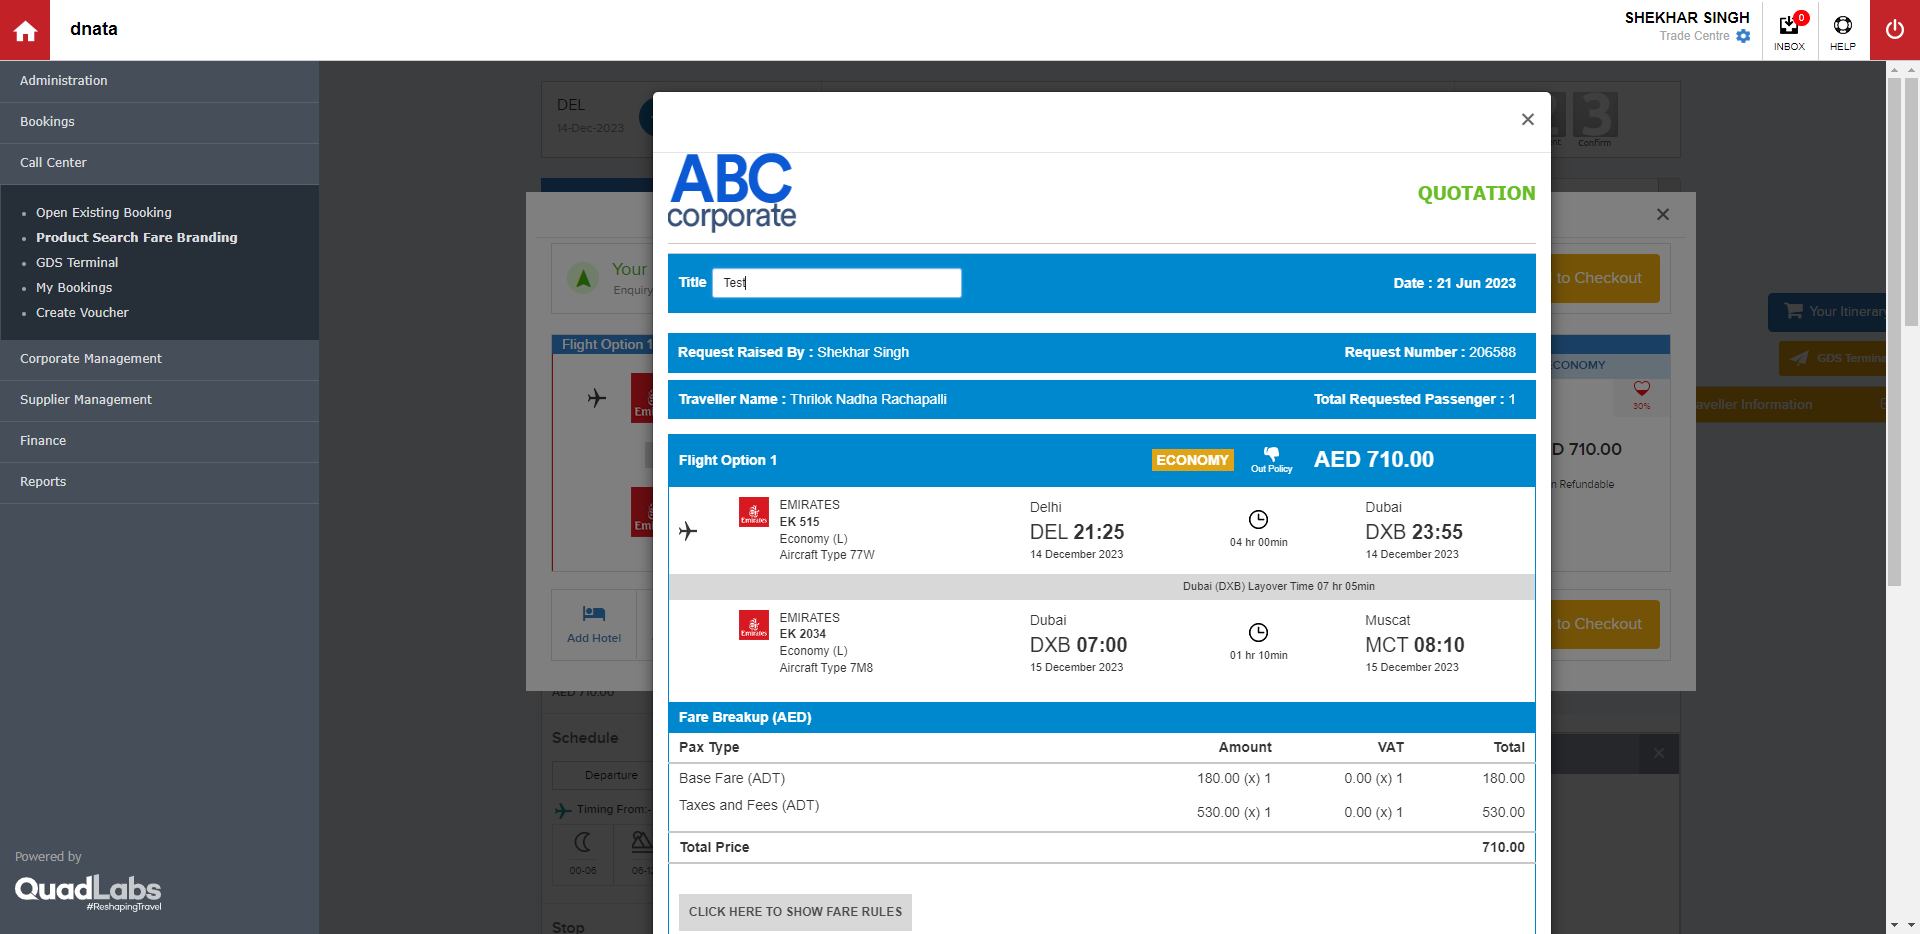 dnata
SHEKHAR SINGH
Trade Centre
0
INBOX
HELP
Administration
Bookings
Call Center
Open Existing Booking
Product Search Fare Branding
GDS Terminal
My Bookings
Create Voucher
Corporate Management
Supplier Management
Finance
Reports
Powered by
QuadLabs
#ReshapingTravel
DEL
14-Dec-2023
3
Confirm
Your
Enquiry
to Checkout
Your Itinerary
GDS Termina
Flight Option 1
ECONOMY
30%
aveller Information
D 710.00
n Refundable
Add Hotel
to Checkout
AED 710.00
Schedule
Departure
Timing From:-
00-06
06-12
Stop
×
ABC
corporate
QUOTATION
Title Test
Date : 21 Jun 2023
Request Raised By : Shekhar Singh
Request Number : 206588
Traveller Name : Thrilok Nadha Rachapalli
Total Requested Passenger : 1
Flight Option 1 ECONOMY Out Policy AED 710.00
Emirates
EMIRATES
EK 515
Economy (L)
Aircraft Type 77W
Delhi
DEL 21:25
14 December 2023
04 hr 00min
Dubai
DXB 23:55
14 December 2023
Dubai (DXB) Layover Time 07 hr 05min
Emirates
EMIRATES
EK 2034
Economy (L)
Aircraft Type 7M8
Dubai
DXB 07:00
15 December 2023
01 hr 10min
Muscat
MCT 08:10
15 December 2023
Fare Breakup (AED)
Pax Type Amount VAT Total
Base Fare (ADT) 180.00 (x) 1 0.00 (x) 1 180.00
Taxes and Fees (ADT) 530.00 (x) 1 0.00 (x) 1 530.00
Total Price 710.00
CLICK HERE TO SHOW FARE RULES